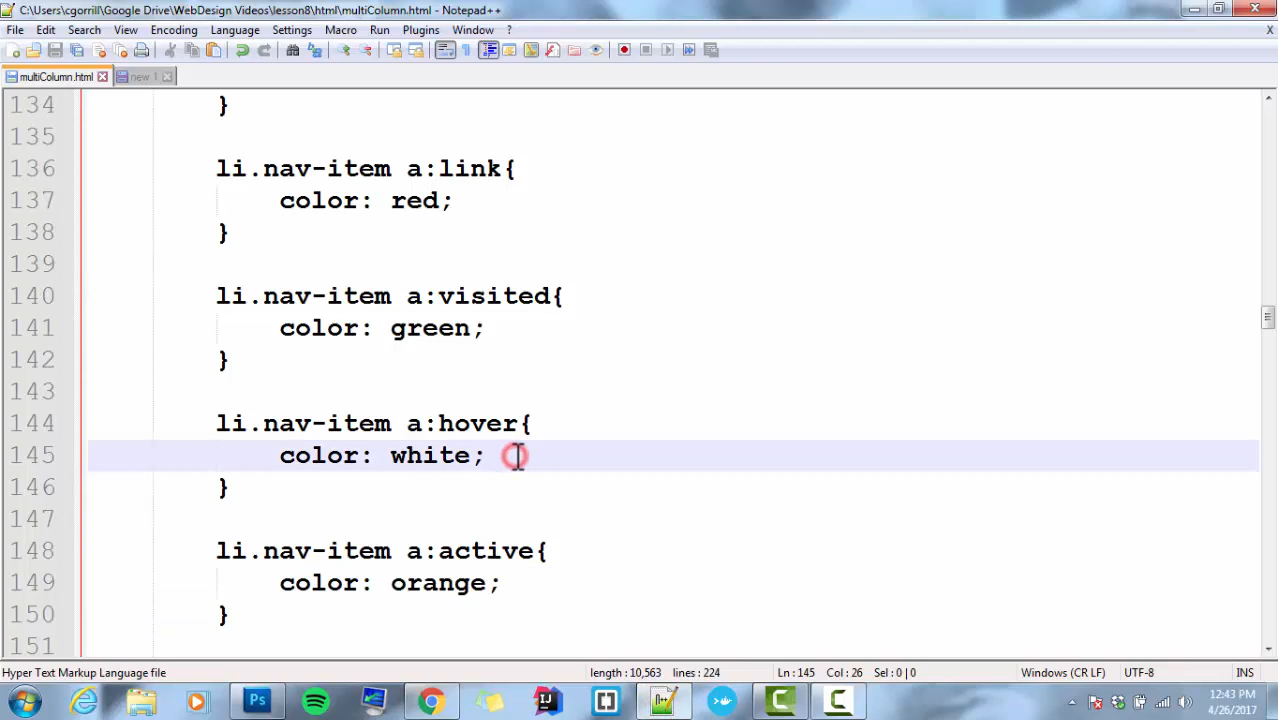 C:\Users\cgorrill\Google Drive\WebDesign Videos\lesson8\html\multiColumn.html - Notepad++
File Edit Search View Encoding Language Settings Macro Run Plugins Window ? X
multiColumn.html new 1
134 }
135
136 li.nav-item a:link{
137 color: red;
138 }
139
140 li.nav-item a:visited{
141 color: green;
142 }
143
144 li.nav-item a:hover{
145 color: white;
146 }
147
148 li.nav-item a:active{
149 color: orange;
150 }
151
Hyper Text Markup Language file length : 10,563 lines : 224 Ln : 145 Col : 26 Sel : 0 | 0 Windows (CR LF) UTF-8 INS
Ps IJ 12:43 PM
4/26/2017